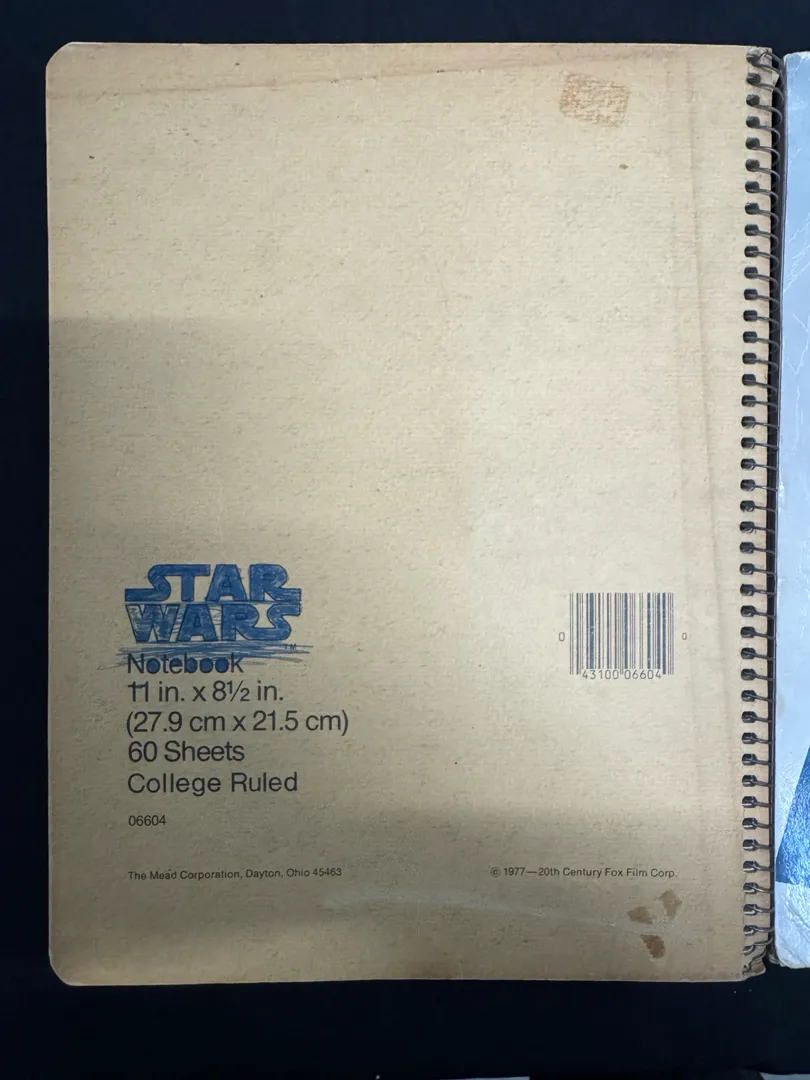 STAR
WARS™
Notebook
11 in. x 8½ in.
(27.9 cm x 21.5 cm)
60 Sheets
College Ruled
06604
0 43100 06604 0
The Mead Corporation, Dayton, Ohio 45463
© 1977—20th Century Fox Film Corp.